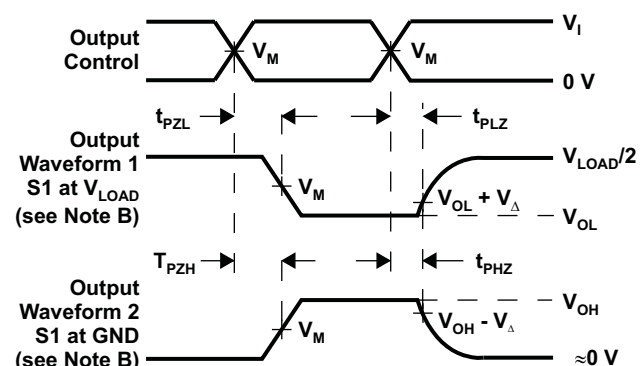 Output
Control
V_I
V_M
V_M
0 V
t_PZL
t_PLZ
Output
Waveform 1
S1 at V_LOAD
(see Note B)
V_LOAD/2
V_M
V_OL + V_Δ
V_OL
T_PZH
t_PHZ
Output
Waveform 2
S1 at GND
(see Note B)
V_OH
V_M
V_OH - V_Δ
≈0 V